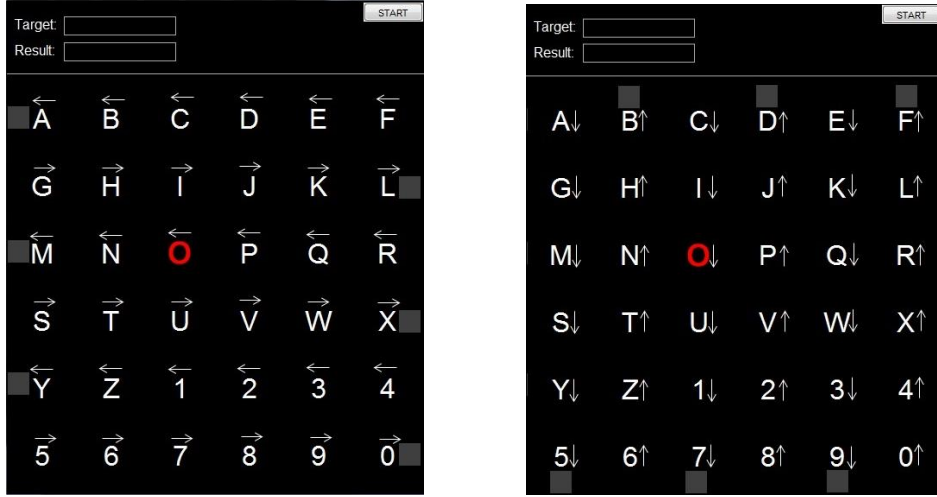 START
Target:
Result:
← ← ← ← ← ←
A B C D E F
→ → → → → →
G H I J K L
← ← ← ← ← ←
M N O P Q R
→ → → → → →
S T U V W X
← ← ← ← ← ←
Y Z 1 2 3 4
→ → → → → →
5 6 7 8 9 0
START
Target:
Result:
A↓ B↑ C↓ D↑ E↓ F↑
G↓ H↑ I↓ J↑ K↓ L↑
M↓ N↑ O↓ P↑ Q↓ R↑
S↓ T↑ U↓ V↑ W↓ X↑
Y↓ Z↑ 1↓ 2↑ 3↓ 4↑
5↓ 6↑ 7↓ 8↑ 9↓ 0↑